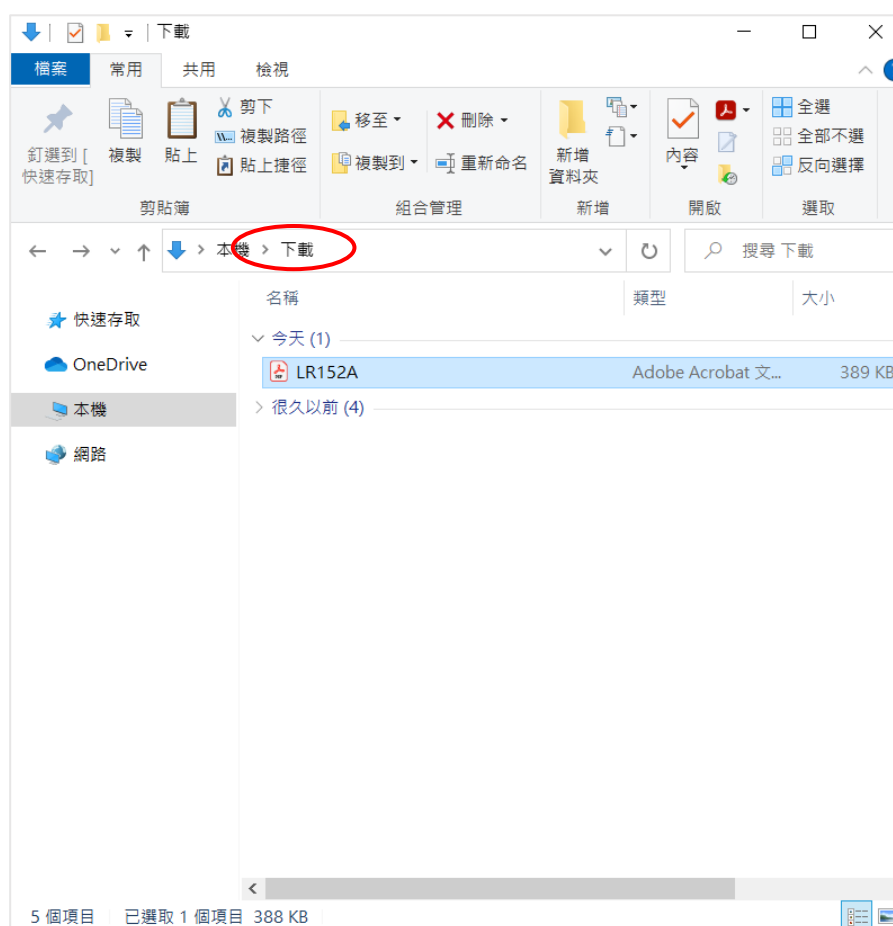 下載
檔案 常用 共用 檢視
釘選到 [
快速存取]
複製
貼上
剪下
複製路徑
貼上捷徑
剪貼簿
移至 刪除
複製到 重新命名
組合管理
新增
資料夾
新增
內容
開啟
全選
全部不選
反向選擇
選取
本機 > 下載
搜尋 下載
名稱 類型 大小
快速存取
OneDrive
本機
網路
今天 (1)
LR152A Adobe Acrobat 文... 389 KB
很久以前 (4)
5 個項目 已選取 1 個項目 388 KB